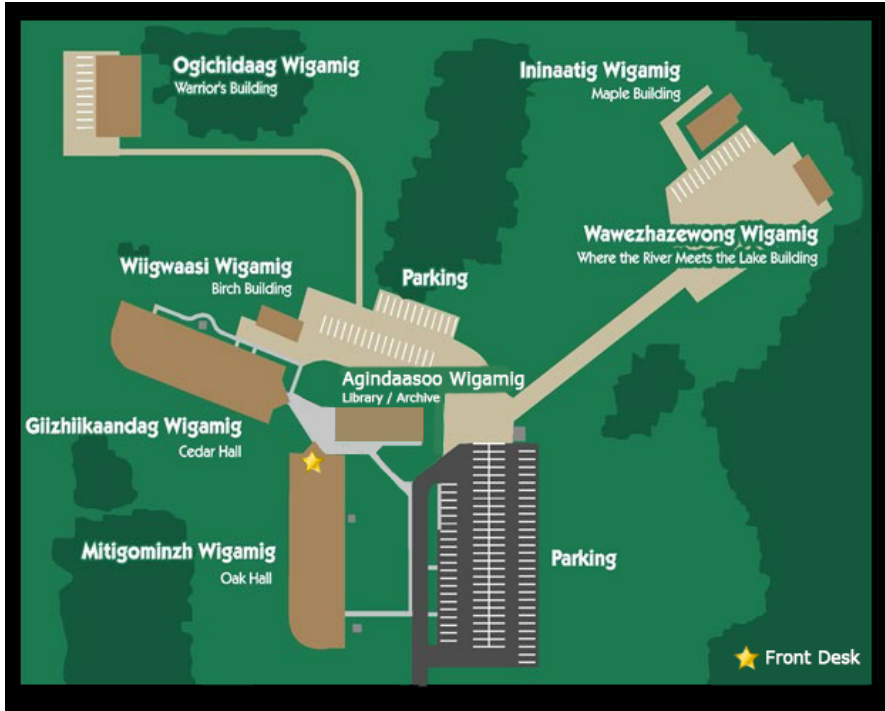 Ogichidaag Wigamig
Warrior's Building
Ininaatig Wigamig
Maple Building
Wawezhazewong Wigamig
Where the River Meets the Lake Building
Wiigwaasi Wigamig
Birch Building
Parking
Agindaasoo Wigamig
Library / Archive
Giizhiikaandag Wigamig
Cedar Hall
Mitigominzh Wigamig
Oak Hall
Parking
Front Desk